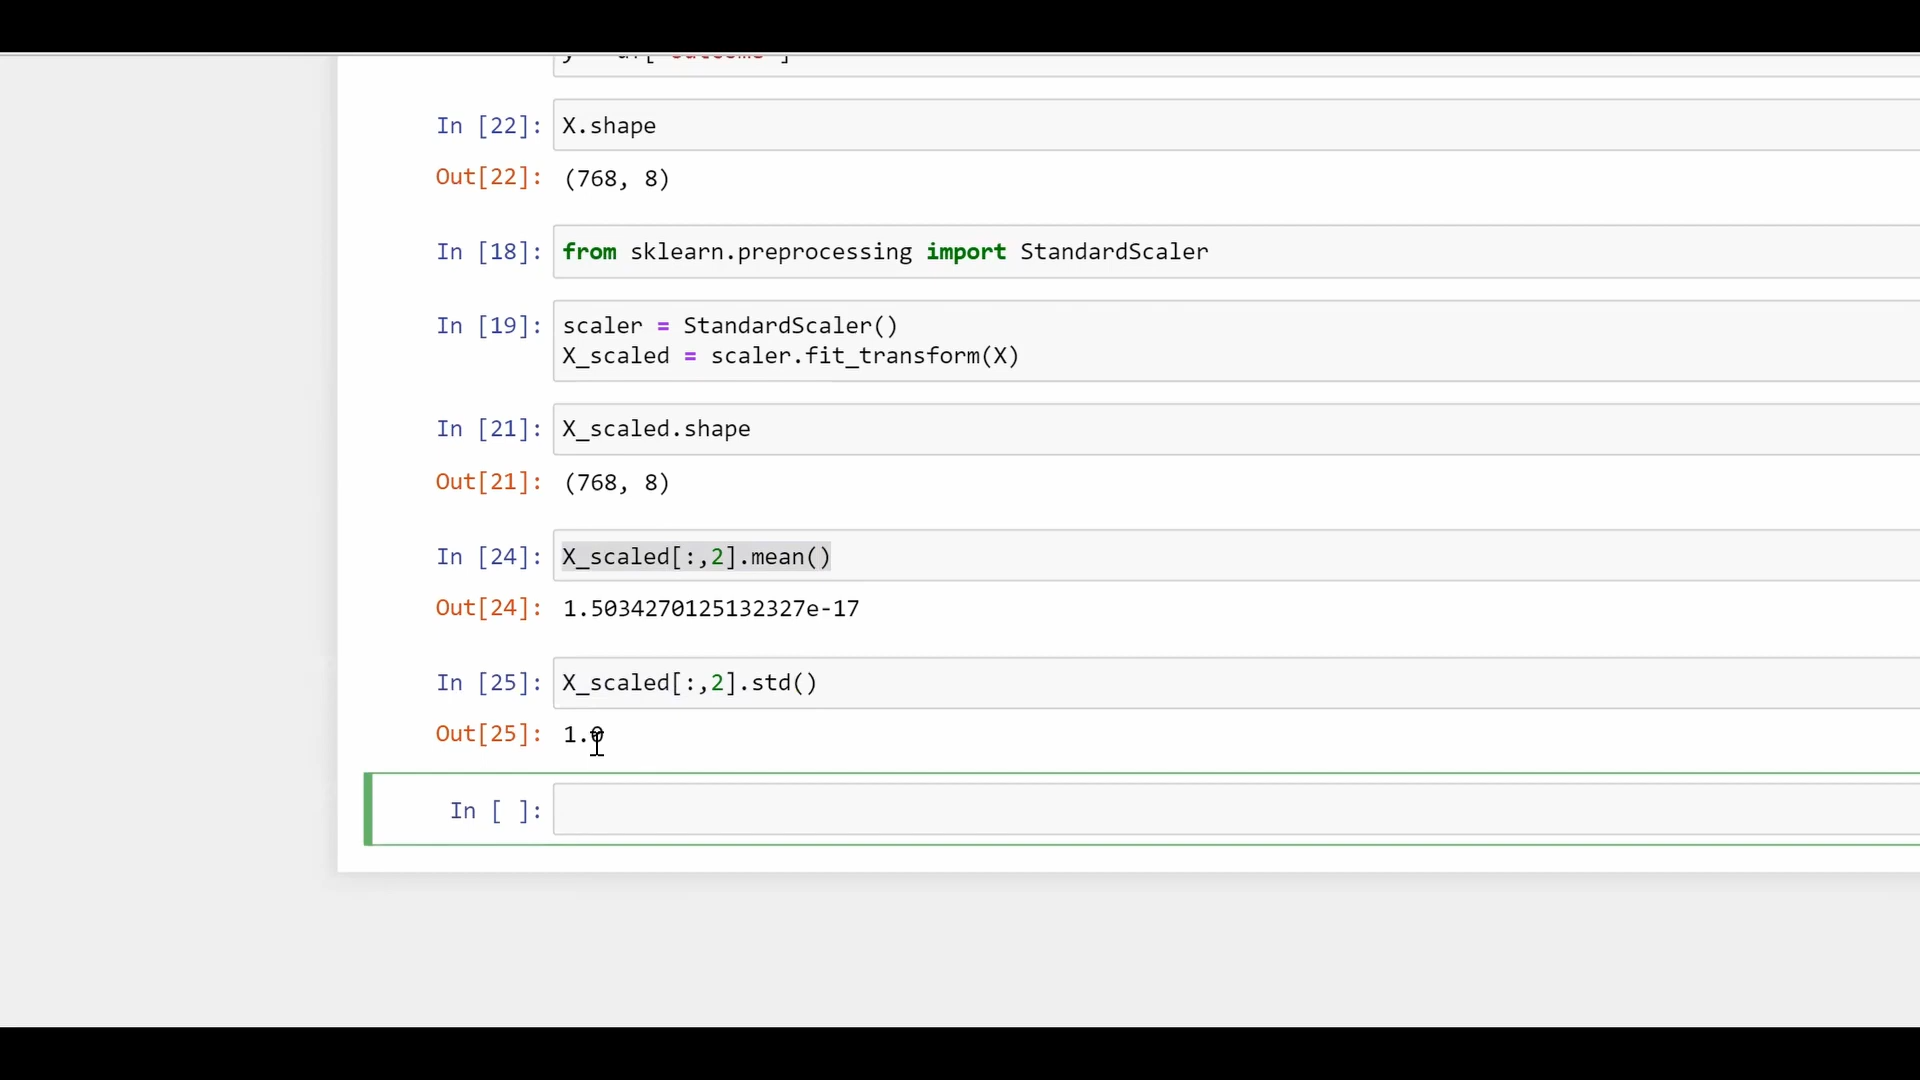 In [22]: X.shape
Out[22]: (768, 8)
In [18]: from sklearn.preprocessing import StandardScaler
In [19]: scaler = StandardScaler()
X_scaled = scaler.fit_transform(X)
In [21]: X_scaled.shape
Out[21]: (768, 8)
In [24]: X_scaled[:,2].mean()
Out[24]: 1.5034270125132327e-17
In [25]: X_scaled[:,2].std()
Out[25]: 1.0
In [ ]: